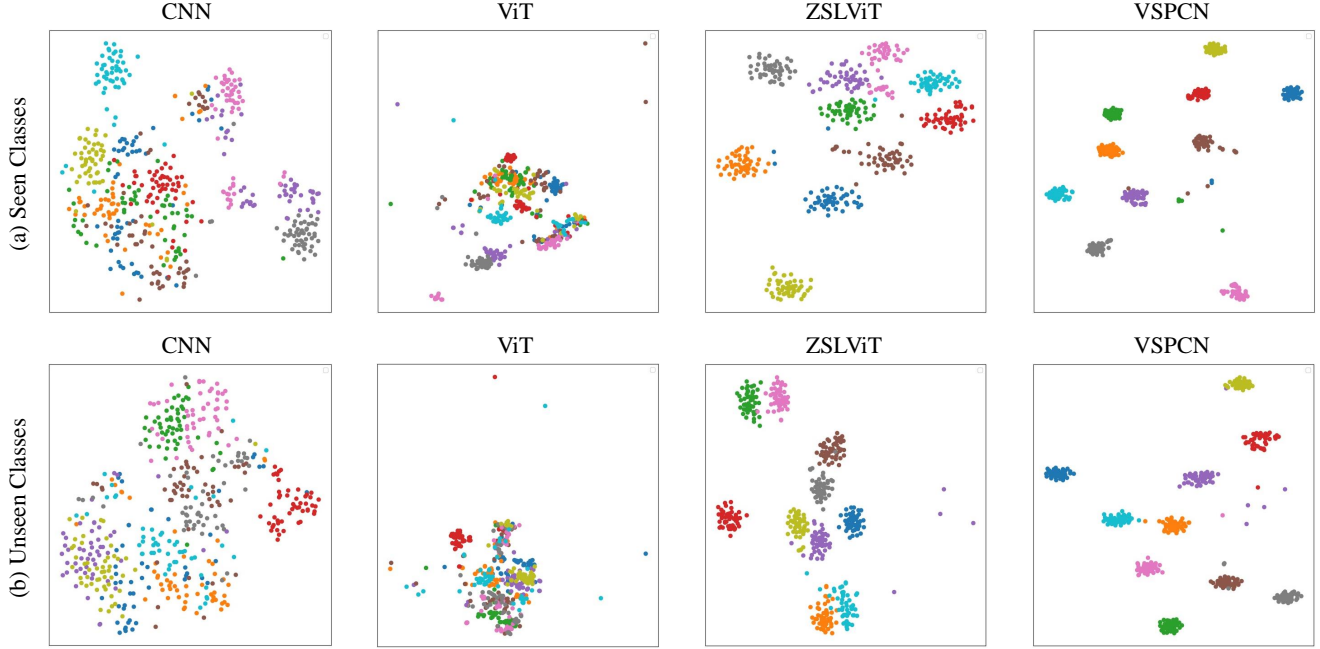 CNN ViT ZSLViT VSPCN
(a) Seen Classes
CNN ViT ZSLViT VSPCN
(b) Unseen Classes